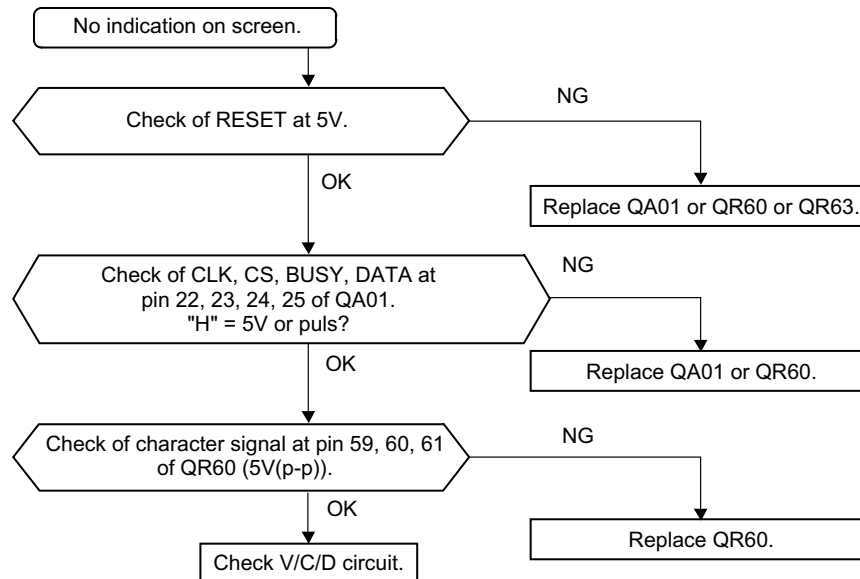 No indication on screen.
NG
Check of RESET at 5V.
OK
Replace QA01 or QR60 or QR63.
Check of CLK, CS, BUSY, DATA at
pin 22, 23, 24, 25 of QA01.
"H" = 5V or puls?
NG
OK
Replace QA01 or QR60.
Check of character signal at pin 59, 60, 61
of QR60 (5V(p-p)).
NG
OK
Replace QR60.
Check V/C/D circuit.